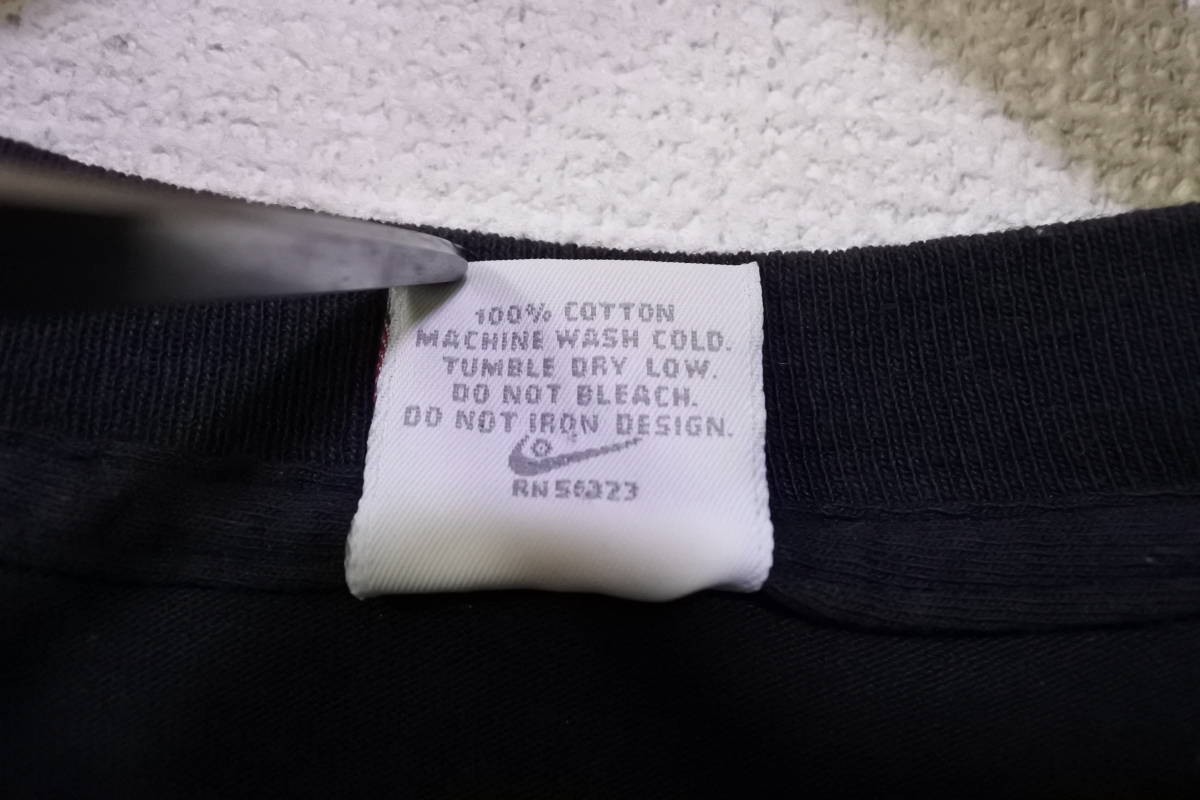 100% COTTON
MACHINE WASH COLD.
TUMBLE DRY LOW.
DO NOT BLEACH.
DO NOT IRON DESIGN.
R
RN 56323